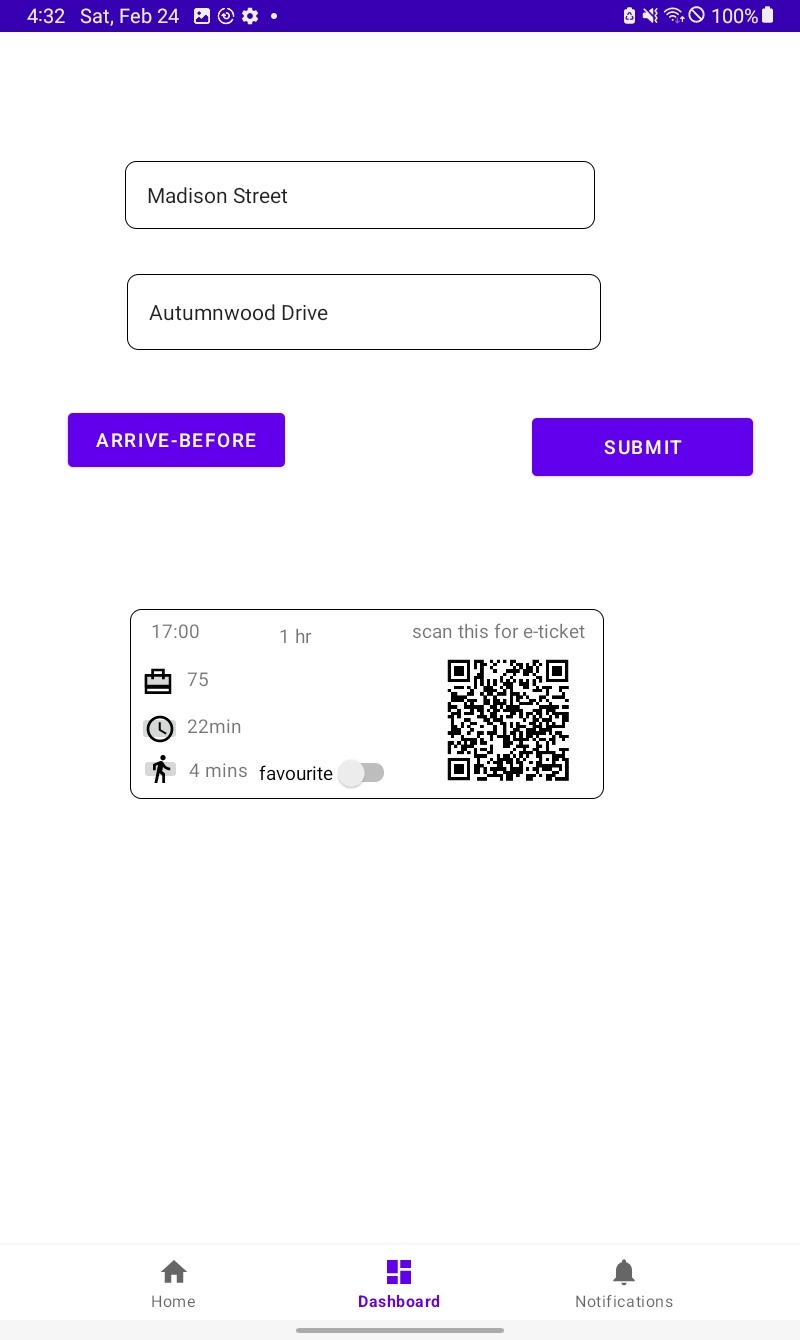 4:32 Sat, Feb 24 100%
Madison Street
Autumnwood Drive
ARRIVE-BEFORE
SUBMIT
17:00 1 hr scan this for e-ticket
75
22min
4 mins favourite
Home Dashboard Notifications